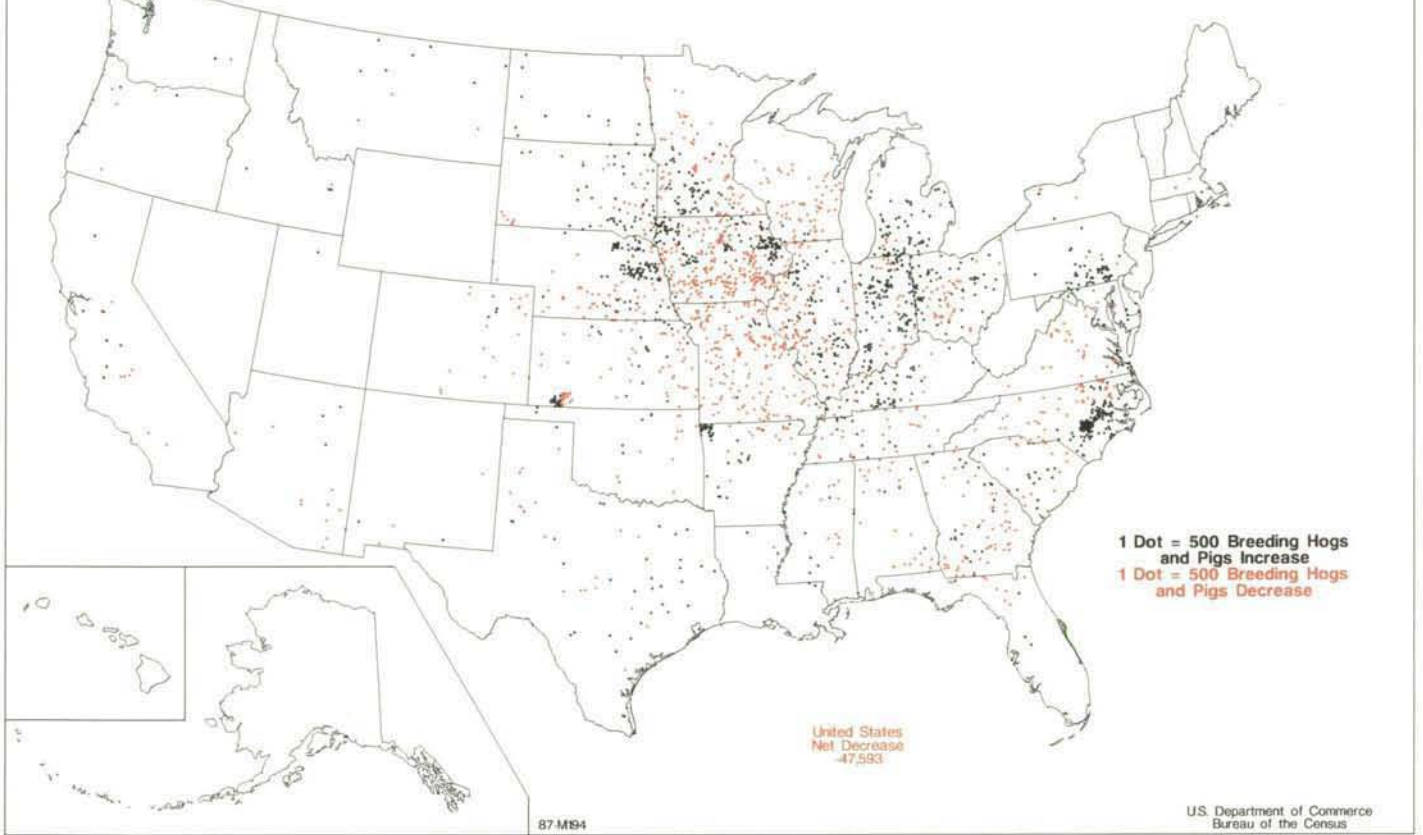 1 Dot = 500 Breeding Hogs
and Pigs Increase
1 Dot = 500 Breeding Hogs
and Pigs Decrease
United States
Net Decrease
-47,593
87-M194
U.S. Department of Commerce
Bureau of the Census